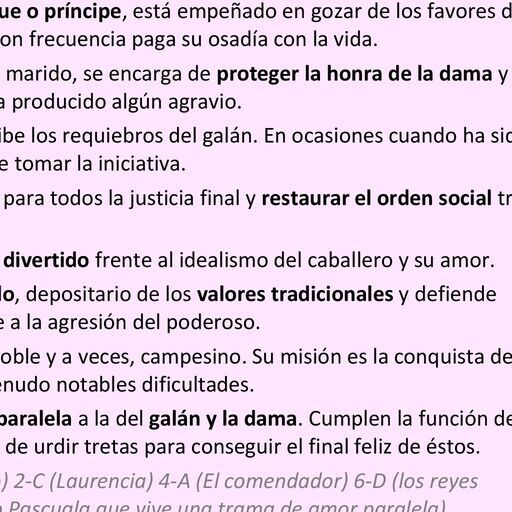 ue o príncipe, está empeñado en gozar de los favores d
on frecuencia paga su osadía con la vida.
marido, se encarga de proteger la honra de la dama y
a producido algún agravio.
ibe los requiebros del galán. En ocasiones cuando ha sid
e tomar la iniciativa.
para todos la justicia final y restaurar el orden social tr
divertido frente al idealismo del caballero y su amor.
lo, depositario de los valores tradicionales y defiende
e a la agresión del poderoso.
oble y a veces, campesino. Su misión es la conquista de
enudo notables dificultades.
paralela a la del galán y la dama. Cumplen la función de
de urdir tretas para conseguir el final feliz de éstos.
) 2-C (Laurencia) 4-A (El comendador) 6-D (los reyes
o Pascuala que vive una trama de amor paralela)